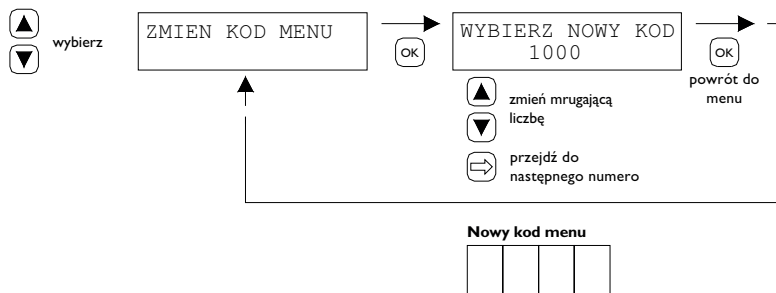 wybierz
ZMIEN KOD MENU
OK
WYBIERZ NOWY KOD
1000
OK
powrót do
menu
zmień mrugającą
liczbę
przejdź do
następnego numero
Nowy kod menu